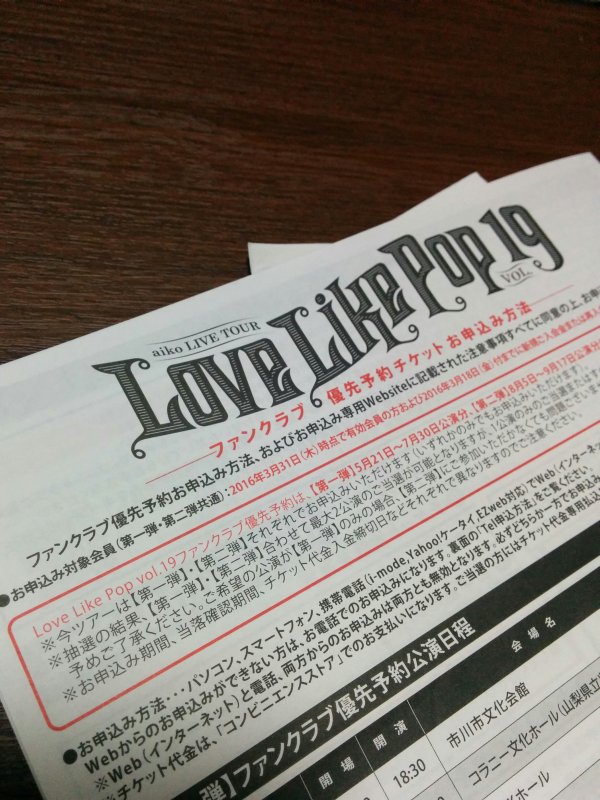 aiko LIVE TOUR
Love Like Pop 19
VOL.
ファンクラブ 優先予約チケットお申込み方法
ファンクラブ優先予約お申込み方法、およびお申込み専用Websiteに記載された注意事項すべてに同意の上、お申
●お申込み対象会員(第一弾・第二弾共通):2016年3月31日(木)時点で有効会員の方および2016年3月18日(金)付までに新規ご入会または再入
Love Like Pop vol.19ファンクラブ優先予約は、【第一弾】5月21日~7月30日公演分、【第二弾】8月5日~9月17日公演分
※今ツアーは【第一弾】・【第二弾】それぞれでお申込みいただけます(いずれかのみでもお申込みいただけます)。
※抽選の結果、【第一弾】・【第二弾】合わせて最大2公演のご当選が可能となりますが、1公演のみのご当選または
予めご了承ください。ご希望の公演が【第二弾】のみの場合、【第一弾】にご参加いただかなくても問題ござい
※お申込み期間、当落確認期間、チケット代金入金締切日などそれぞれで異なりますのでご注意ください。
●お申込み方法・・・パソコン、スマートフォン、携帯電話(i-mode,Yahoo!ケータイ,EZweb対応)でWeb(インターネッ
Webからのお申込みができない方は、お電話でのお申込みになります。裏面の「Tel申込方法」をご覧ください。
※Web(インターネット)と電話、両方からのお申込みは両方とも無効となります。必ずどちらか一方でお申込
※チケット代金は、「コンビニエンスストア」でのお支払いになります。ご当選の方にはチケット代金専用払込
弾】ファンクラブ優先予約公演日程
開場 開演 会場名
18:30 市川市文化会館
コラニー文化ホール(山梨県立
ホール